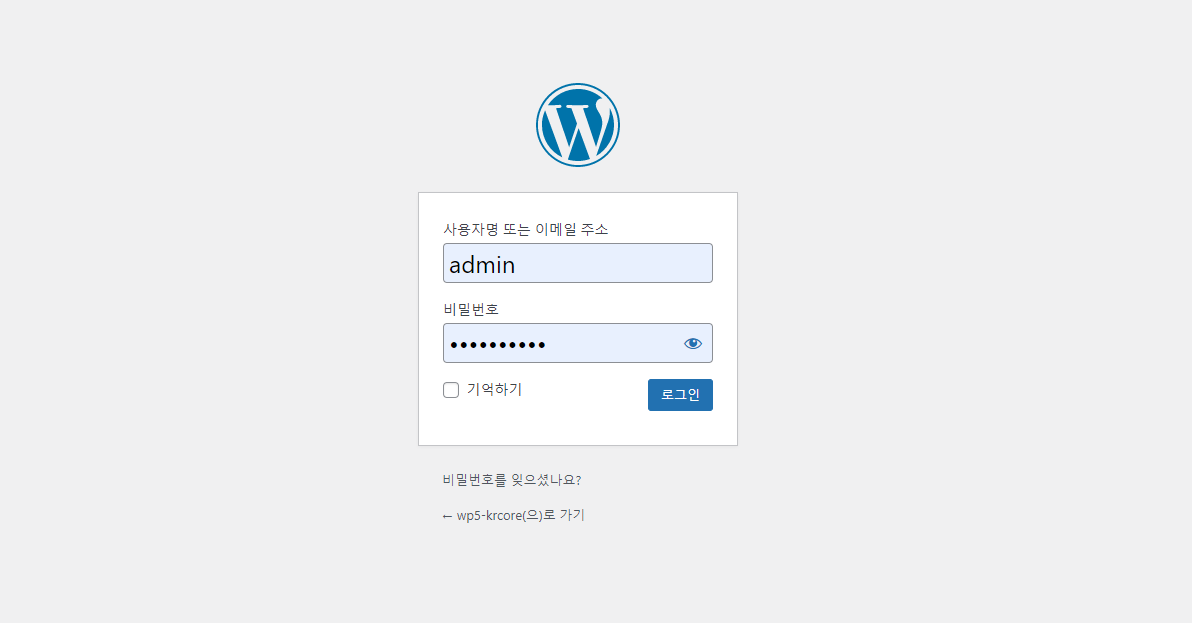 사용자명 또는 이메일 주소
admin
비밀번호
••••••••••
기억하기
로그인
비밀번호를 잊으셨나요?
← wp5-krcore(으)로 가기